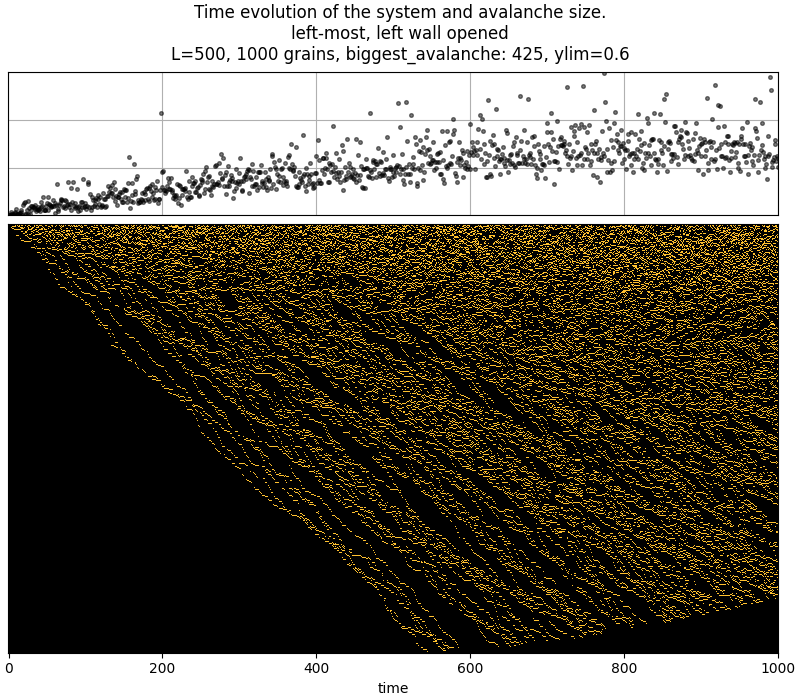 Time evolution of the system and avalanche size.
left-most, left wall opened
L=500, 1000 grains, biggest_avalanche: 425, ylim=0.6
0 200 400 600 800 1000
time